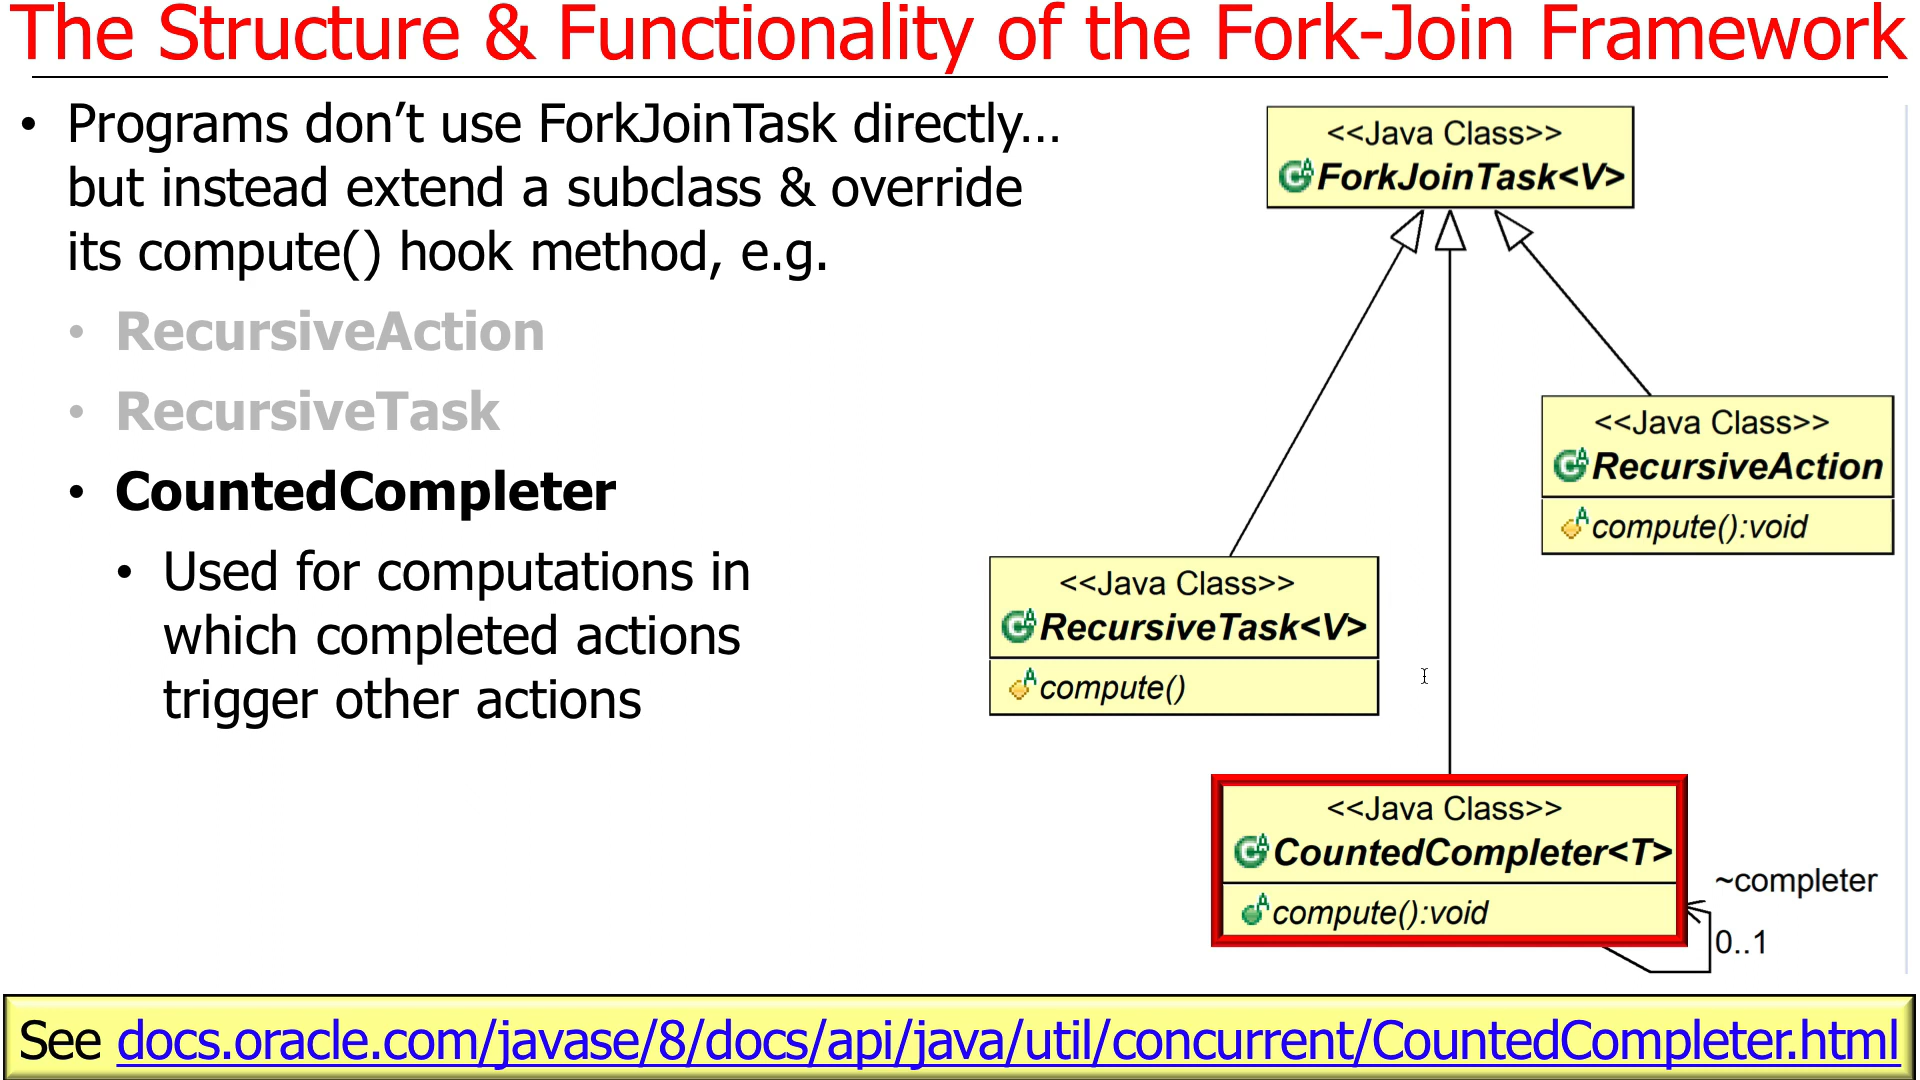 The Structure & Functionality of the Fork-Join Framework
• Programs don’t use ForkJoinTask directly…
but instead extend a subclass & override
its compute() hook method, e.g.
• RecursiveAction
• RecursiveTask
• CountedCompleter
• Used for computations in
which completed actions
trigger other actions
<<Java Class>>
ForkJoinTask<V>
<<Java Class>>
RecursiveAction
compute():void
<<Java Class>>
RecursiveTask<V>
compute()
<<Java Class>>
CountedCompleter<T>
compute():void
~completer
0..1
See docs.oracle.com/javase/8/docs/api/java/util/concurrent/CountedCompleter.html